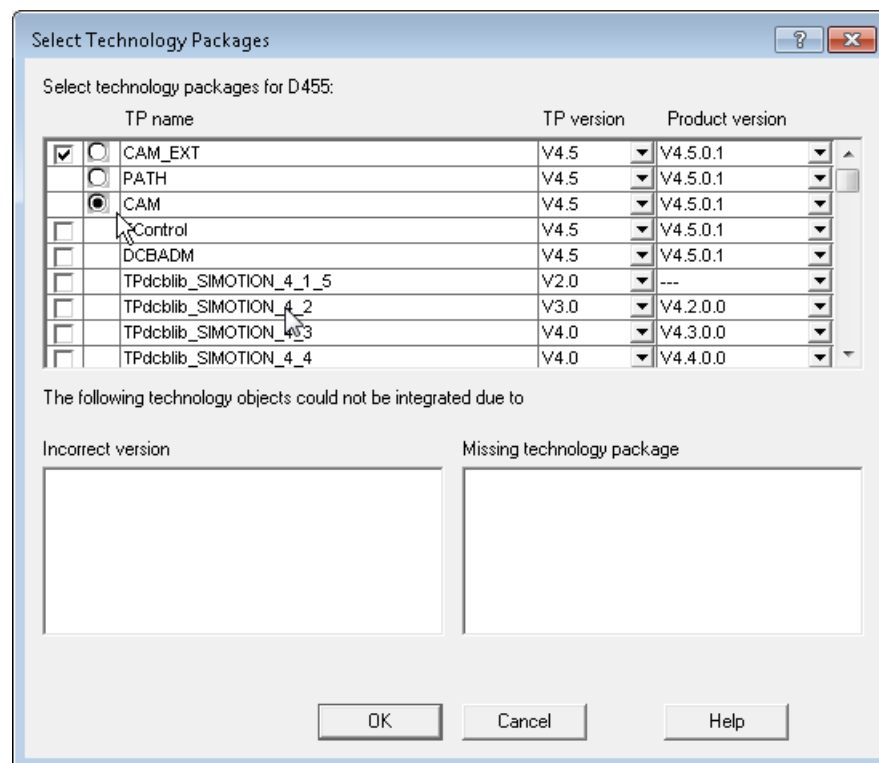 Select Technology Packages
Select technology packages for D455:
TP name TP version Product version
CAM_EXT V4.5 V4.5.0.1
PATH V4.5 V4.5.0.1
CAM V4.5 V4.5.0.1
Control V4.5 V4.5.0.1
DCBADM V4.5 V4.5.0.1
TPdcblib_SIMOTION_4_1_5 V2.0 ---
TPdcblib_SIMOTION_4_2 V3.0 V4.2.0.0
TPdcblib_SIMOTION_4_3 V4.0 V4.3.0.0
TPdcblib_SIMOTION_4_4 V4.0 V4.4.0.0
The following technology objects could not be integrated due to
Incorrect version Missing technology package
OK Cancel Help